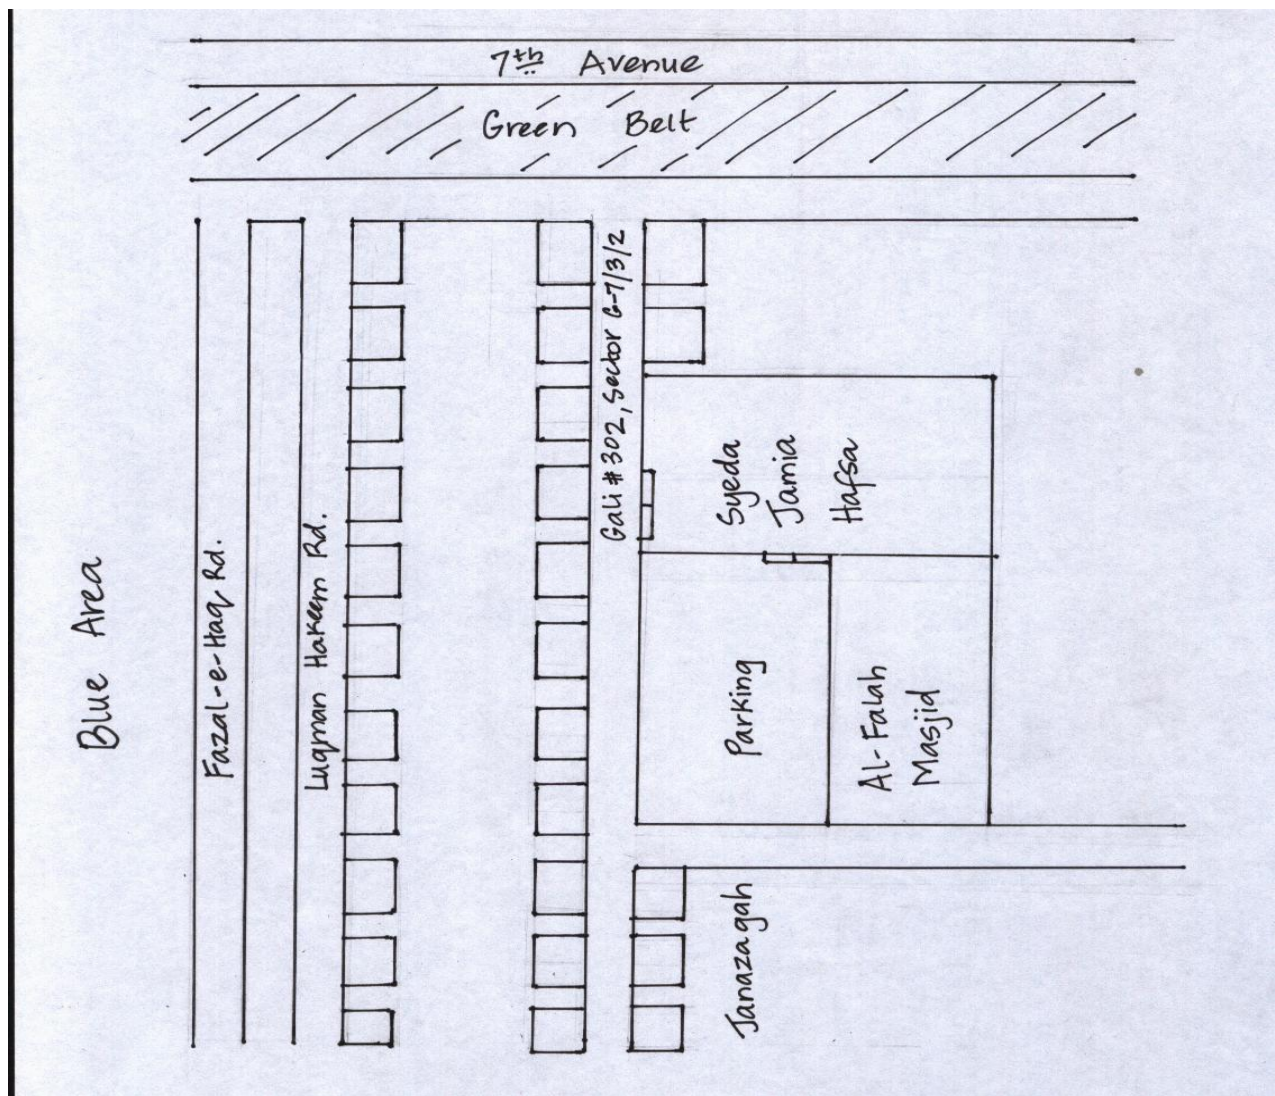 7th Avenue
Green Belt
Blue Area
Fazal-e-Haq Rd.
Luqman Hakeem Rd.
Gali # 302, Sector G-7/3/2
Syeda
Jamia
Hafsa
Parking
Al-Falah
Masjid
Janazagah